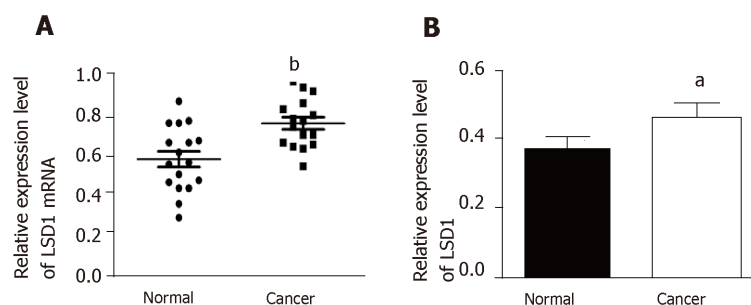 A
Relative expression level
of LSD1 mRNA
1.0
0.8
0.6
0.4
0.2
0.0
b
Normal
Cancer
B
Relative expression level
of LSD1
0.6
0.4
0.2
0.0
a
Normal
Cancer